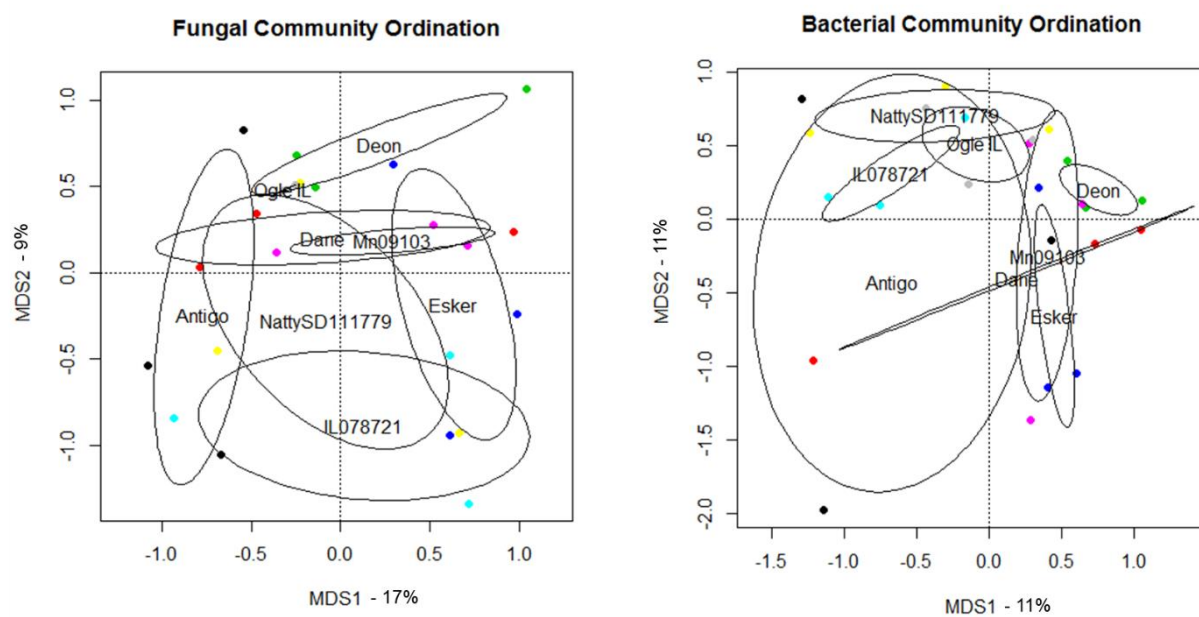 Fungal Community Ordination
MDS2 - 9%
1.0
0.5
0.0
-0.5
-1.0
Deon
Ogle IL
Dane
Mn09103
Antigo
NattySD111779
Esker
IL078721
-1.0
-0.5
0.0
0.5
1.0
MDS1 - 17%
Bacterial Community Ordination
MDS2 - 11%
1.0
0.5
0.0
-0.5
-1.0
-1.5
-2.0
NattySD111779
Ogle IL
IL078721
Deon
Mn09103
Antigo
Dane
Esker
-1.5
-1.0
-0.5
0.0
0.5
1.0
MDS1 - 11%